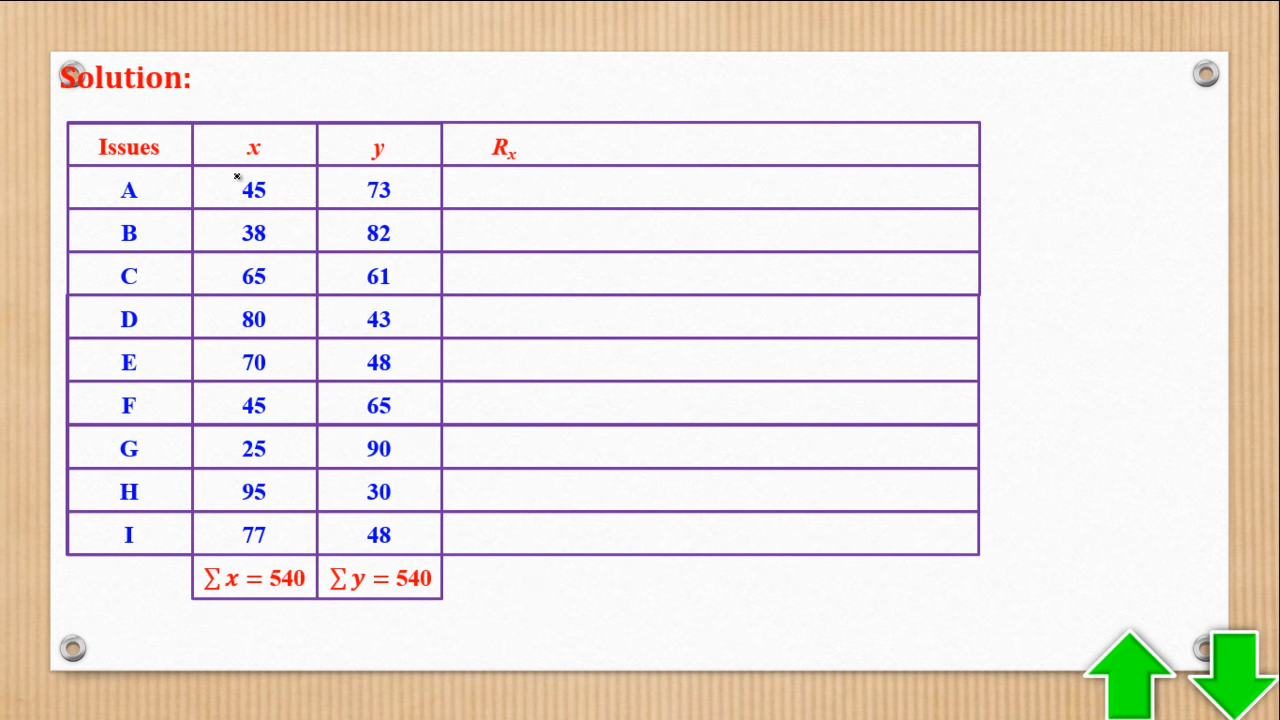 Solution:
Issues x y Rₓ
A 45 73
B 38 82
C 65 61
D 80 43
E 70 48
F 45 65
G 25 90
H 95 30
I 77 48
∑ x = 540 ∑ y = 540